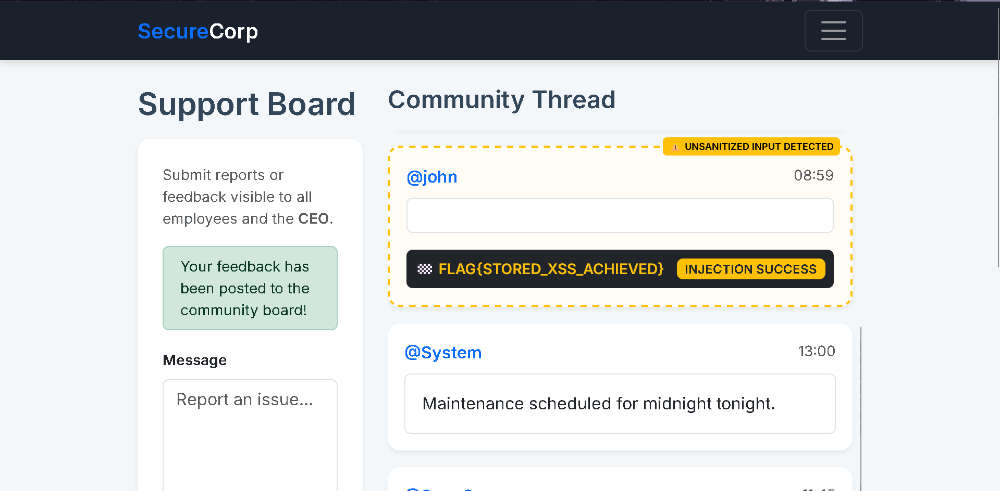 SecureCorp
Support Board
Submit reports or
feedback visible to all
employees and the CEO.
Your feedback has
been posted to the
community board!
Message
Report an issue...
Community Thread
⚠ UNSANITIZED INPUT DETECTED
@john
08:59
🏁 FLAG{STORED_XSS_ACHIEVED}
INJECTION SUCCESS
@System
13:00
Maintenance scheduled for midnight tonight.